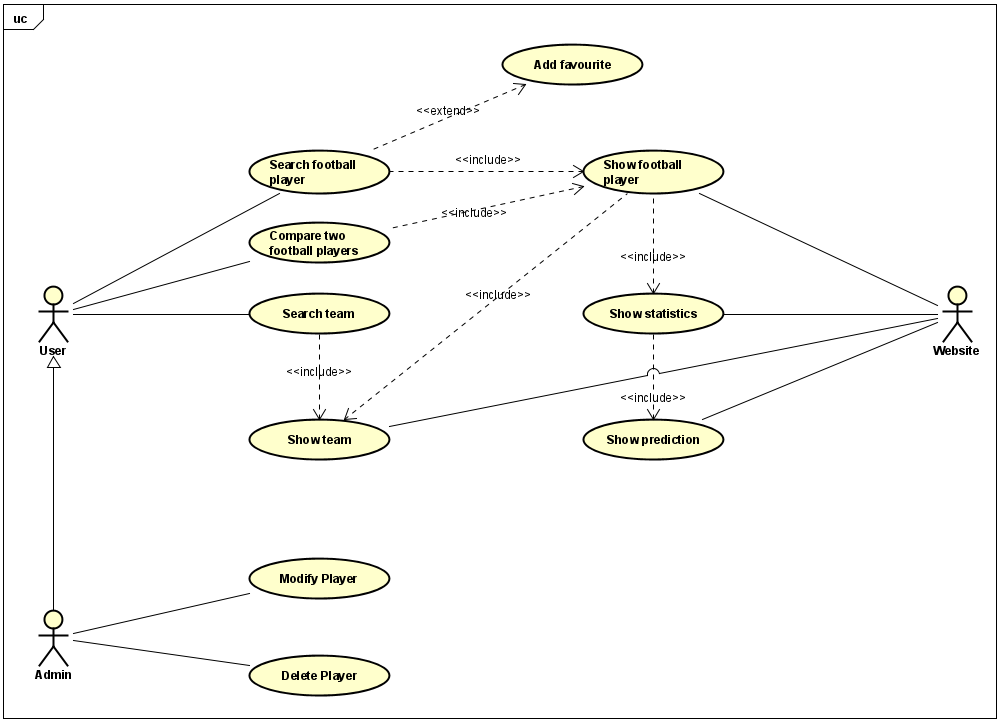 uc
Add favourite
<<extend>>
Search football
player
<<include>>
Show football
player
<<include>>
Compare two
football players
<<include>>
<<include>>
Search team
Show statistics
User
Website
<<include>>
<<include>>
Show team
Show prediction
Modify Player
Admin
Delete Player